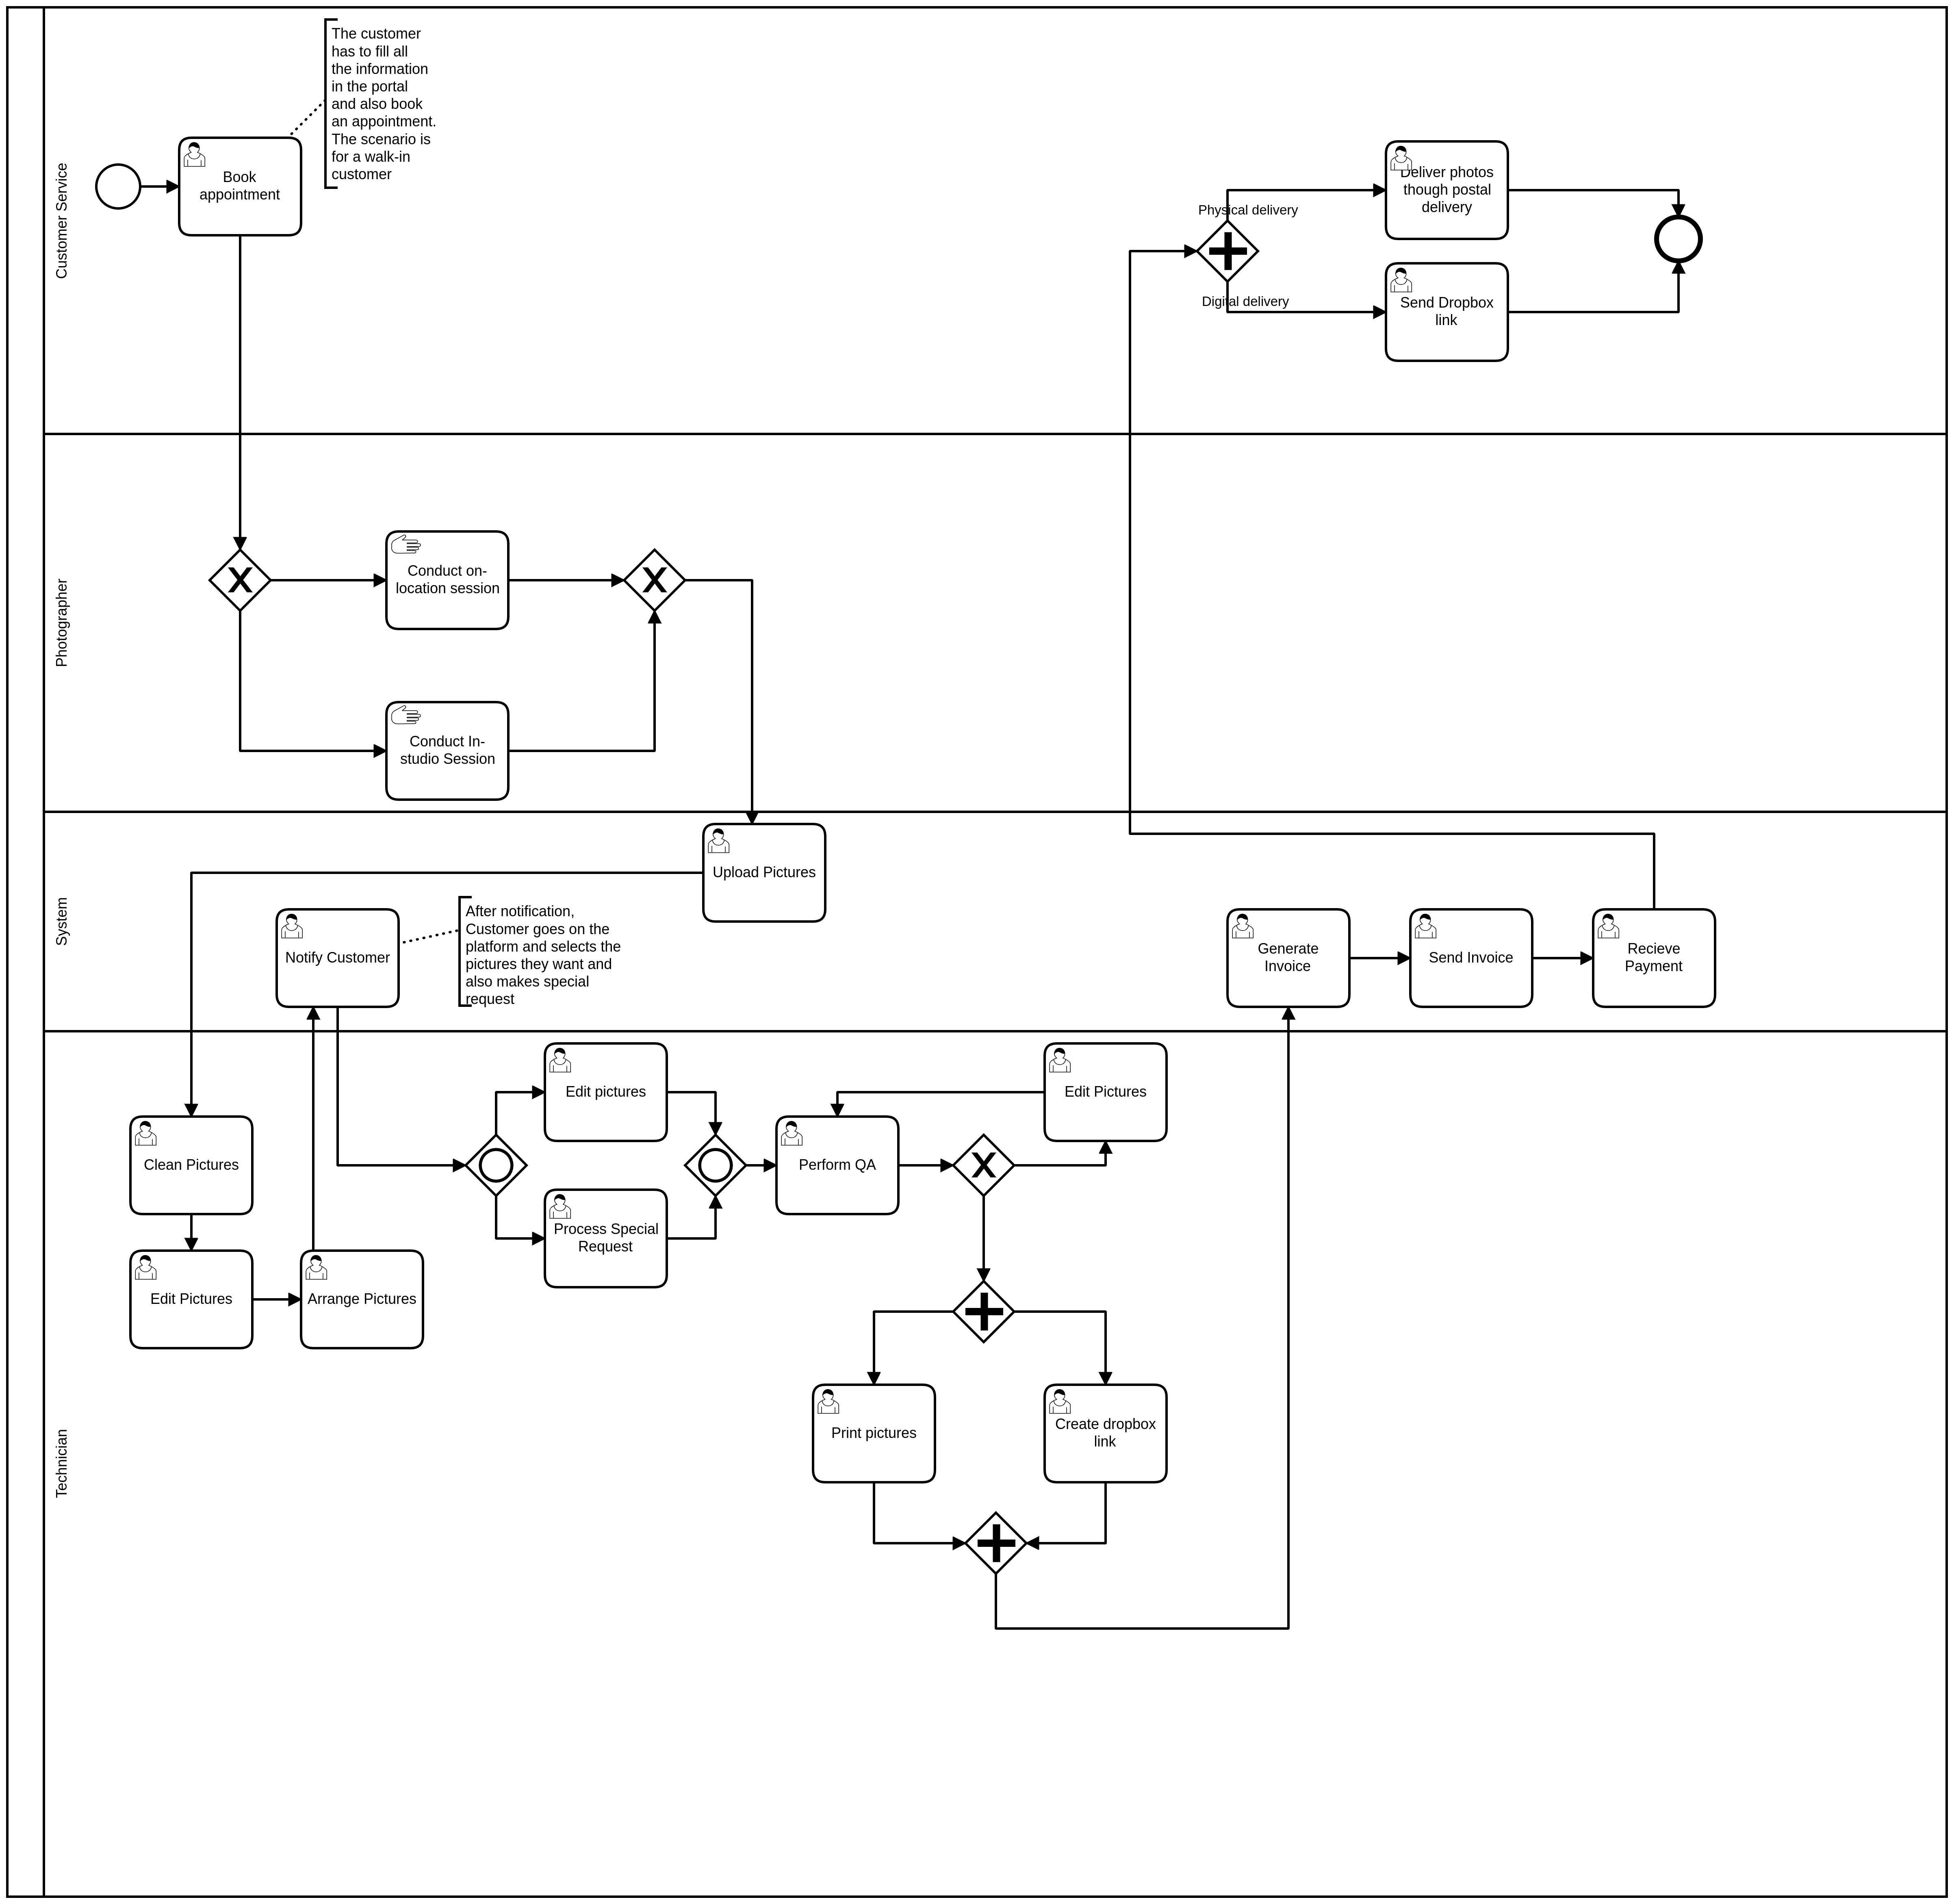 The customer
has to fill all
the information
in the portal
and also book
an appointment.
The scenario is
for a walk-in
customer
Customer Service
Book
appointment
Physical delivery
Digital delivery
Deliver photos
though postal
delivery
Send Dropbox
link
Photographer
Conduct on-
location session
Conduct In-
studio Session
System
Upload Pictures
Notify Customer
After notification,
Customer goes on the
platform and selects the
pictures they want and
also makes special
request
Generate
Invoice
Send Invoice
Recieve
Payment
Technician
Clean Pictures
Edit Pictures
Arrange Pictures
Edit pictures
Process Special
Request
Perform QA
Edit Pictures
Print pictures
Create dropbox
link